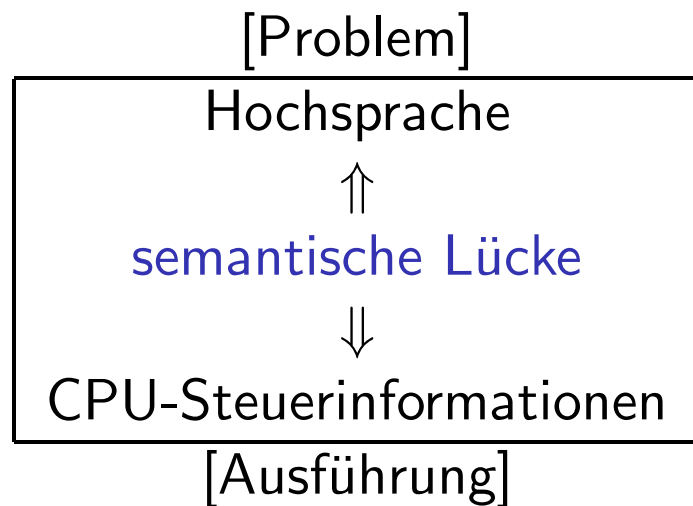 [Problem]
Hochsprache
⇑
semantische Lücke
⇓
CPU-Steuerinformationen
[Ausführung]